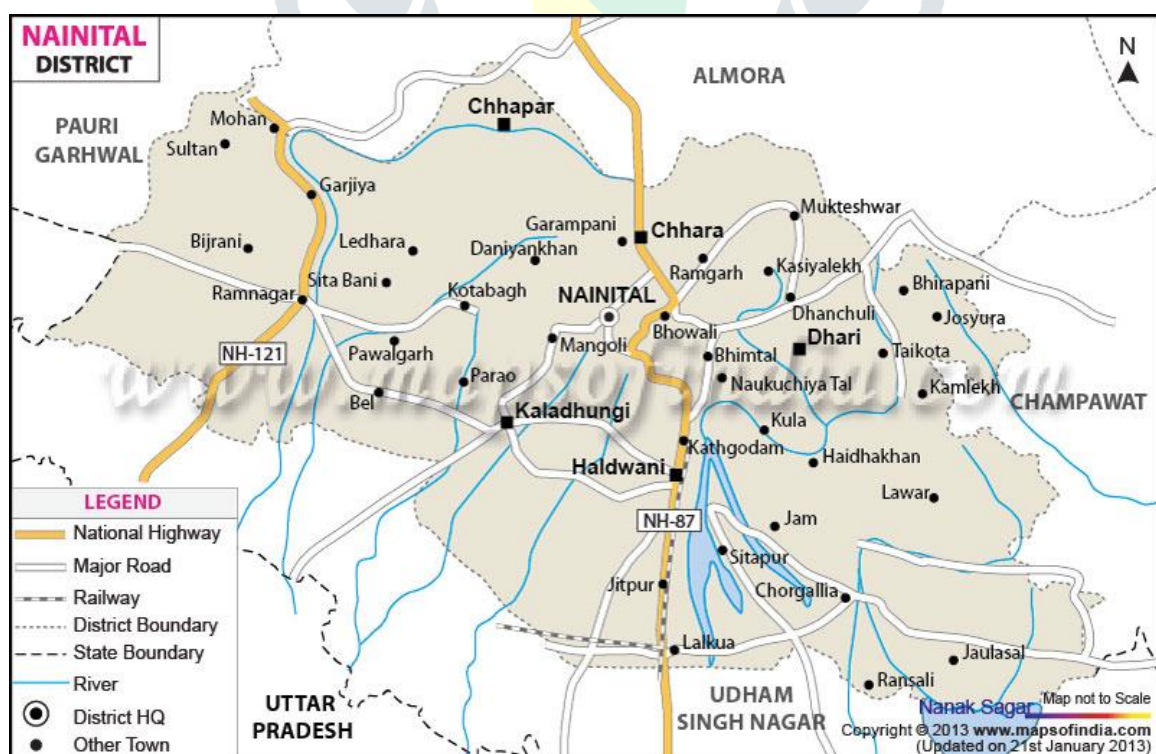 NAINITAL
DISTRICT
N
ALMORA
PAURI
GARHWAL
Chhapar
Mohan
Sultan
Garjiya
Mukteshwar
Garampani
Chhara
Bijrani
Ledhara
Daniyankhan
Ramgarh
Kasiyalekh
Sita Bani
Bhirapani
Ramnagar
Kotabagh
NAINITAL
Dhanchuli
Bhowali
Josyura
Dhari
NH-121
Pawalgarh
Mangoli
Bhimtal
Taikota
www.mapsofindia.com
Parao
Naukuchiya Tal
Kamlekh
Bel
CHAMPAWAT
Kaladhungi
Kula
Kathgodam
Haldwani
Haidhakhan
Lawar
NH-87
Jam
Sitapur
Jitpur
Chorgallia
Lalkua
Jaulasal
Ransali
UTTAR
PRADESH
UDHAM
SINGH NAGAR
Nanak Sagar
Map not to Scale
Copyright © 2013 www.mapsofindia.com
(Updated on 21st January 2013)
LEGEND
National Highway
Major Road
Railway
District Boundary
State Boundary
River
District HQ
Other Town